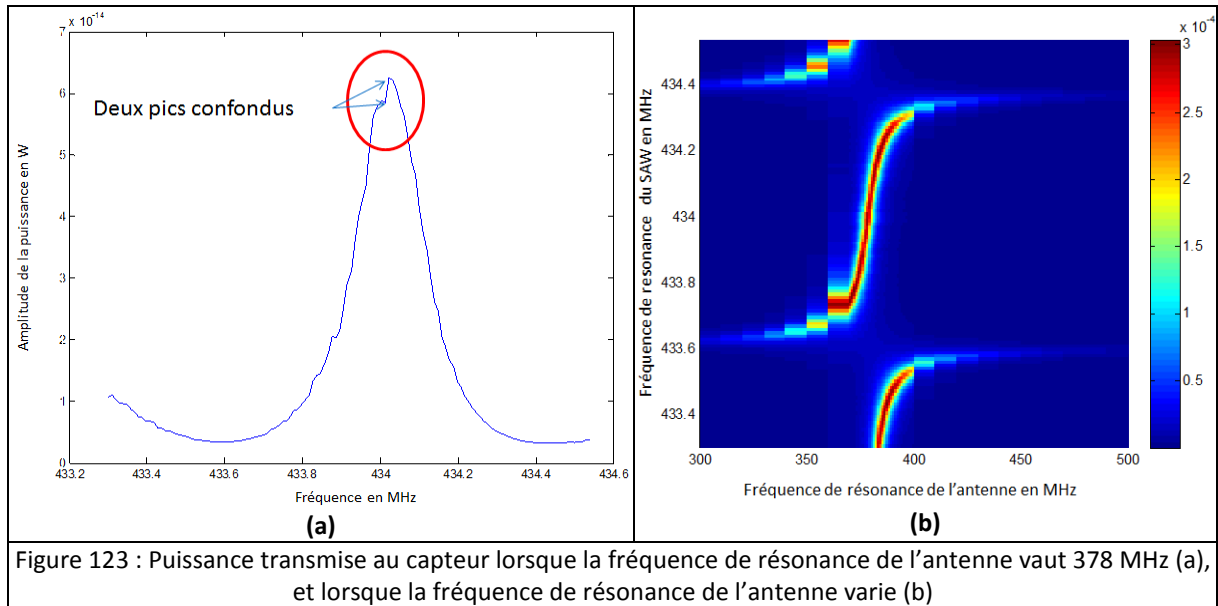 x 10⁻¹⁴
7
6
5
4
3
2
1
0
Amplitude de la puissance en W
Deux pics confondus
433.2 433.4 433.6 433.8 434 434.2 434.4 434.6
Fréquence en MHz
(a)
x 10⁻⁴
3
2.5
2
1.5
1
0.5
Fréquence de resonance du SAW en MHz
434.4
434.2
434
433.8
433.6
433.4
300 350 400 450 500
Fréquence de résonance de l’antenne en MHz
(b)
Figure 123 : Puissance transmise au capteur lorsque la fréquence de résonance de l’antenne vaut 378 MHz (a),
et lorsque la fréquence de résonance de l’antenne varie (b)